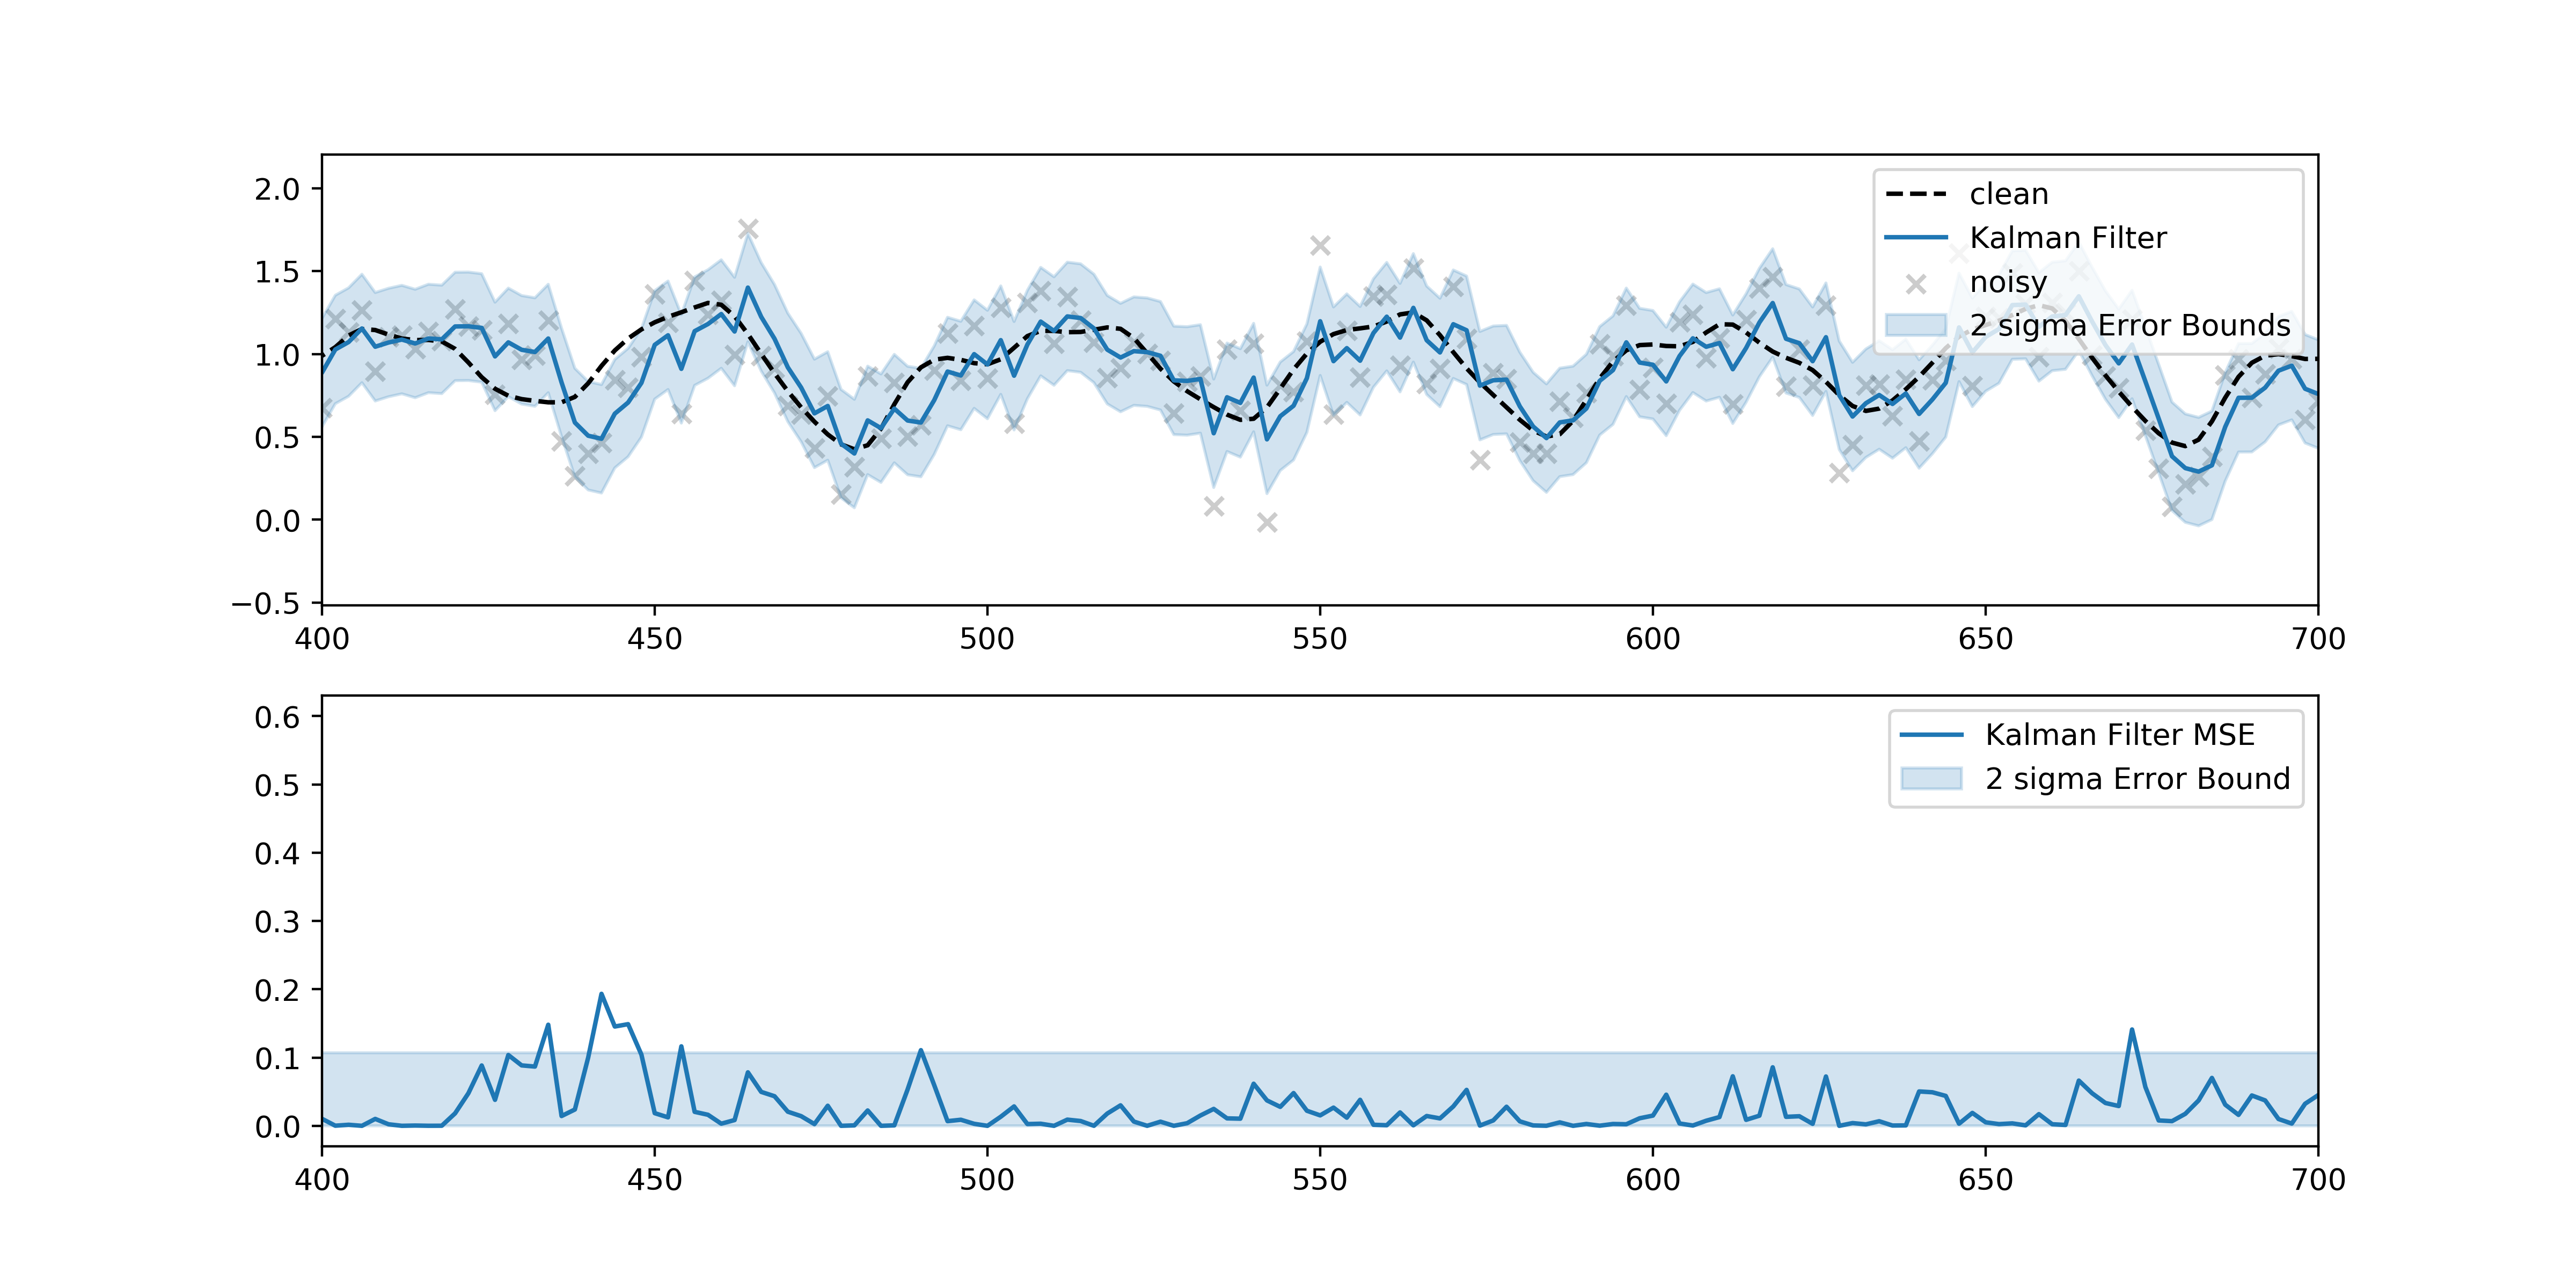 2.0
1.5
1.0
0.5
0.0
−0.5
clean
Kalman Filter
noisy
2 sigma Error Bounds
400 450 500 550 600 650 700
0.6
0.5
0.4
0.3
0.2
0.1
0.0
Kalman Filter MSE
2 sigma Error Bound
400 450 500 550 600 650 700